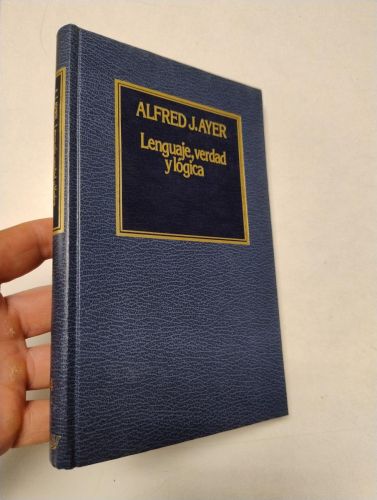 ALFRED J. AYER
Lenguaje, verdad
y lógica